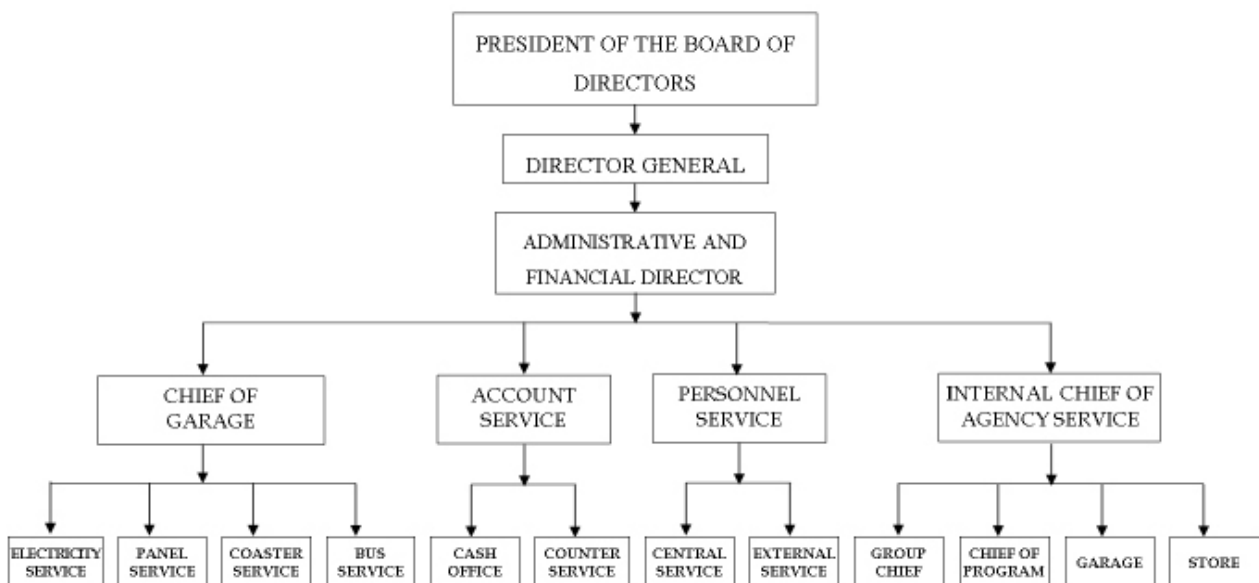 PRESIDENT OF THE BOARD OF
DIRECTORS
DIRECTOR GENERAL
ADMINISTRATIVE AND
FINANCIAL DIRECTOR
CHIEF OF
GARAGE
ACCOUNT
SERVICE
PERSONNEL
SERVICE
INTERNAL CHIEF OF
AGENCY SERVICE
ELECTRICITY
SERVICE
PANEL
SERVICE
COASTER
SERVICE
BUS
SERVICE
CASH
OFFICE
COUNTER
SERVICE
CENTRAL
SERVICE
EXTERNAL
SERVICE
GROUP
CHIEF
CHIEF OF
PROGRAM
GARAGE
STORE